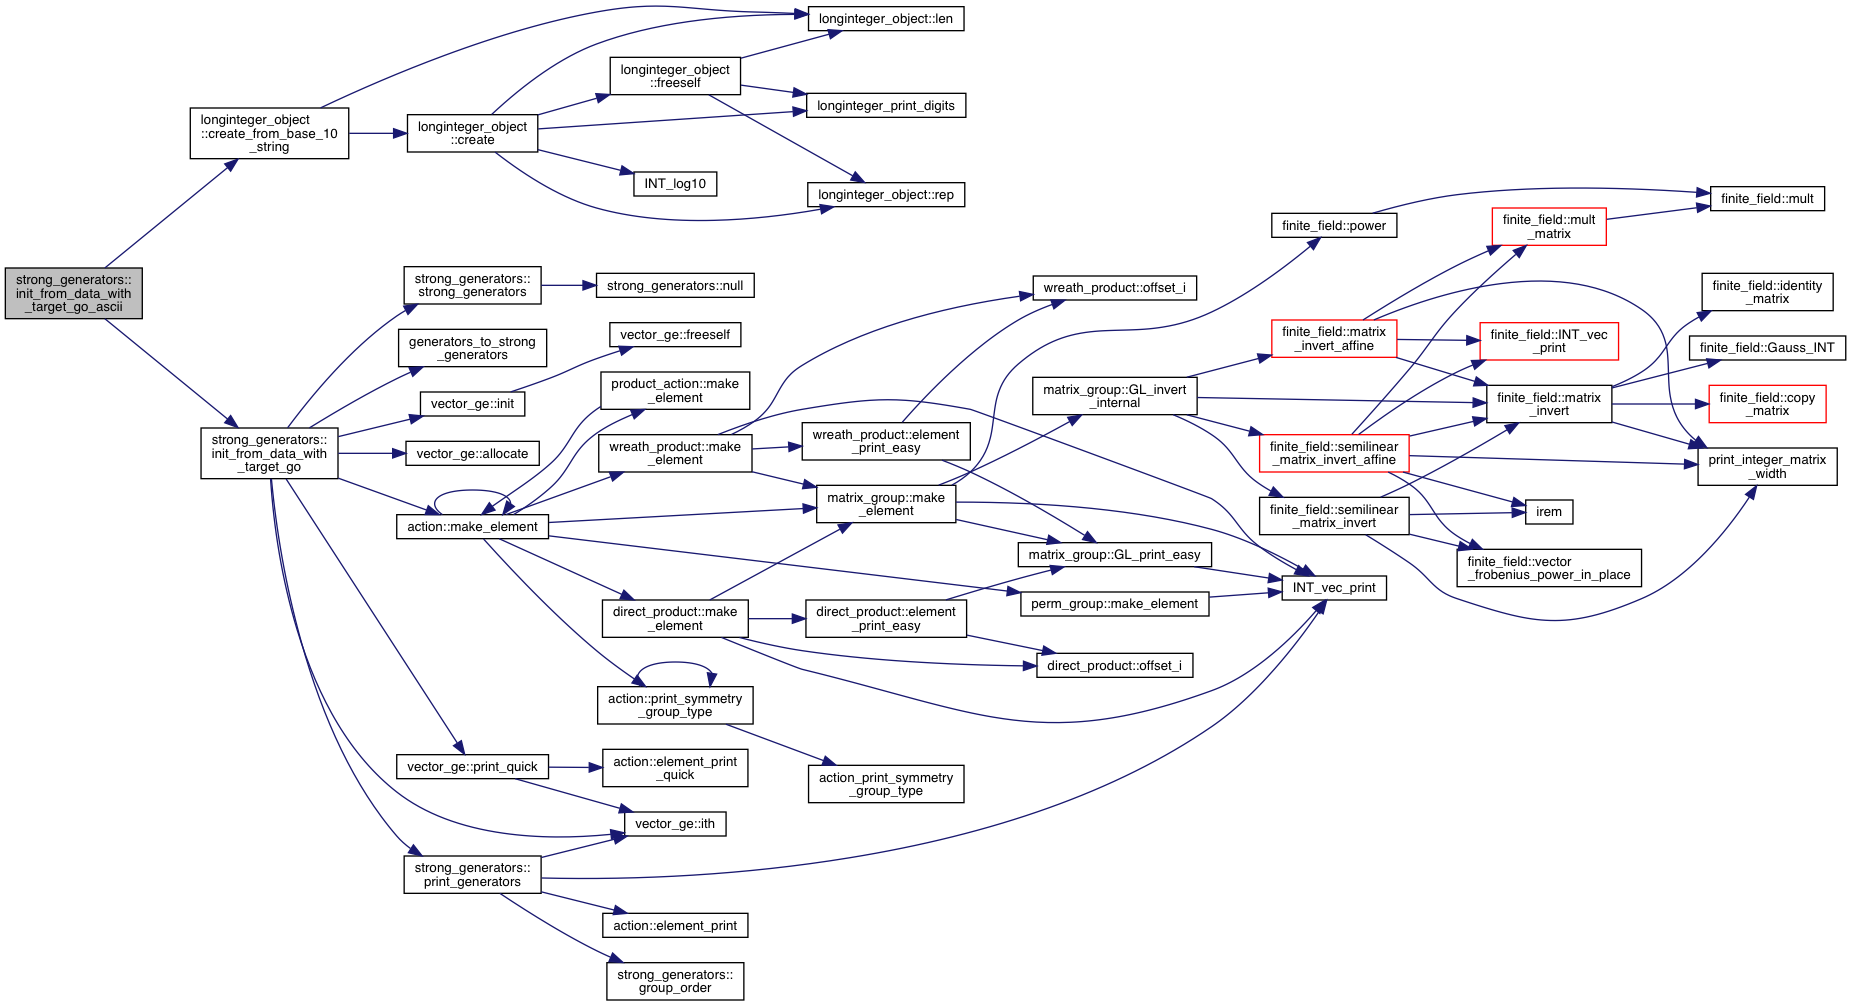 strong_generators::
init_from_data_with
_target_go_ascii
longinteger_object
::create_from_base_10
_string
longinteger_object
::create
longinteger_object
::freeself
longinteger_object::len
longinteger_print_digits
INT_log10
longinteger_object::rep
strong_generators::
init_from_data_with
_target_go
strong_generators::
strong_generators
strong_generators::null
generators_to_strong
_generators
vector_ge::init
vector_ge::freeself
vector_ge::allocate
action::make_element
product_action::make
_element
wreath_product::make
_element
wreath_product::element
_print_easy
wreath_product::offset_i
matrix_group::make
_element
matrix_group::GL_print_easy
direct_product::make
_element
direct_product::element
_print_easy
direct_product::offset_i
perm_group::make_element
INT_vec_print
action::print_symmetry
_group_type
action_print_symmetry
_group_type
vector_ge::print_quick
action::element_print
_quick
vector_ge::ith
strong_generators::
print_generators
action::element_print
strong_generators::
group_order
matrix_group::GL_invert
_internal
finite_field::power
finite_field::mult
_matrix
finite_field::mult
finite_field::matrix
_invert_affine
finite_field::INT_vec
_print
finite_field::identity
_matrix
finite_field::Gauss_INT
finite_field::matrix
_invert
finite_field::copy
_matrix
finite_field::semilinear
_matrix_invert_affine
print_integer_matrix
_width
finite_field::semilinear
_matrix_invert
irem
finite_field::vector
_frobenius_power_in_place